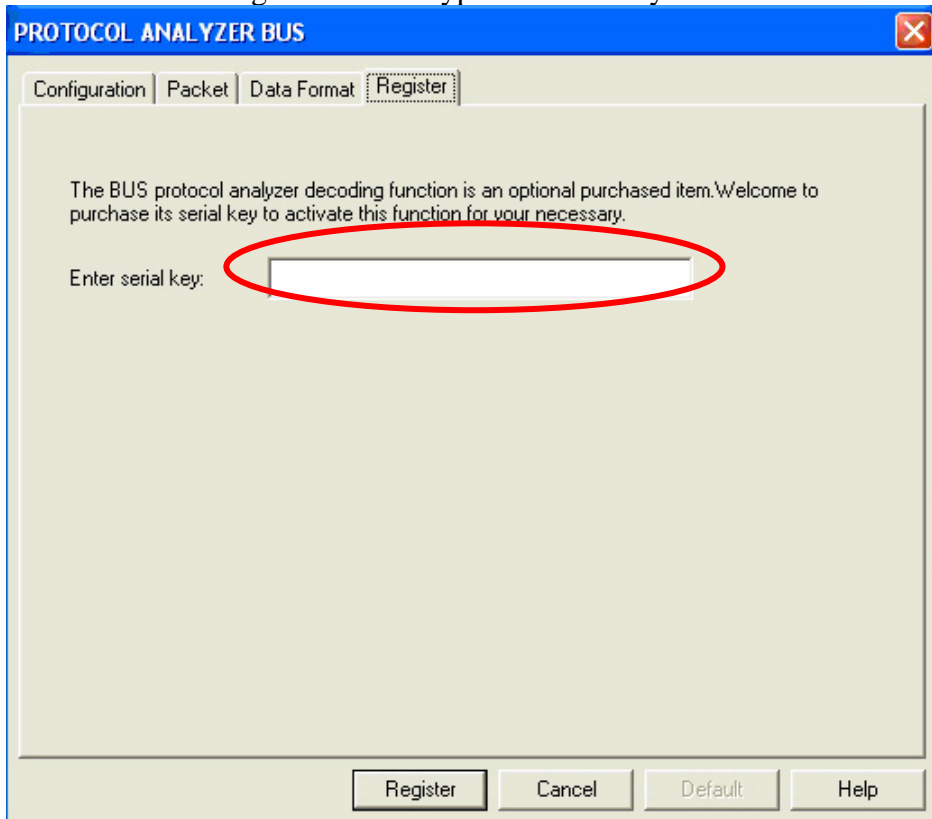 PROTOCOL ANALYZER BUS
Configuration Packet Data Format Register
The BUS protocol analyzer decoding function is an optional purchased item.Welcome to
purchase its serial key to activate this function for your necessary.
Enter serial key:
Register Cancel Default Help